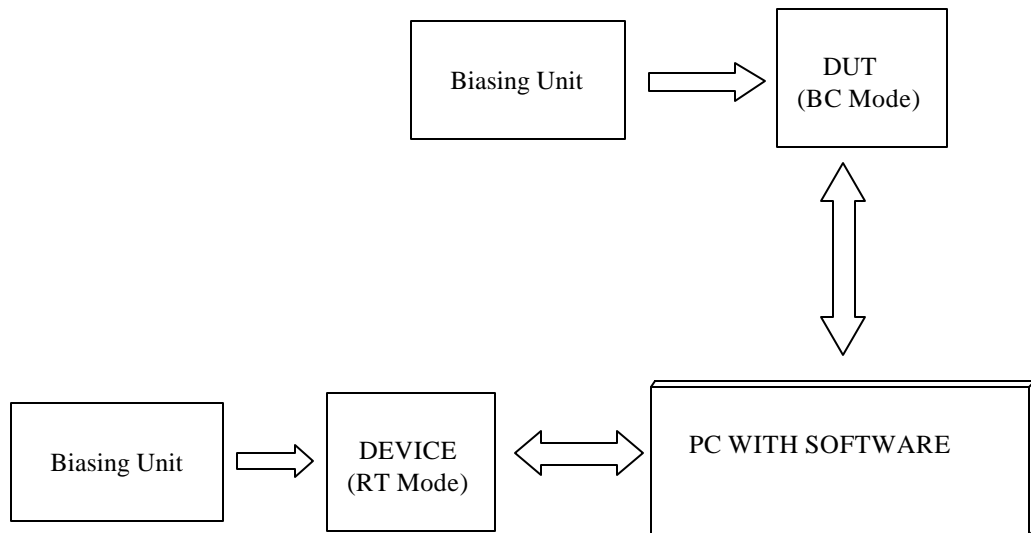 Biasing Unit
DUT
(BC Mode)
Biasing Unit
DEVICE
(RT Mode)
PC WITH SOFTWARE